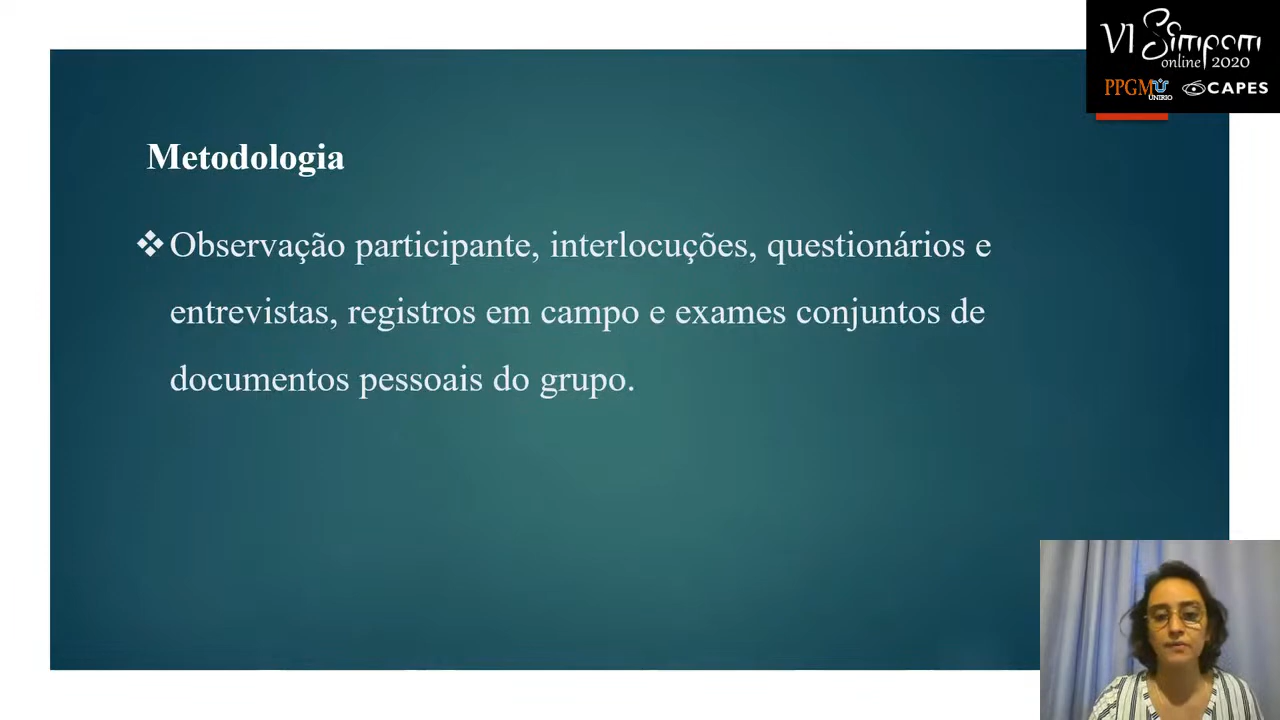 VI Simpom
online 2020
PPGM
UNIRIO
CAPES
Metodologia
❖Observação participante, interlocuções, questionários e
entrevistas, registros em campo e exames conjuntos de
documentos pessoais do grupo.